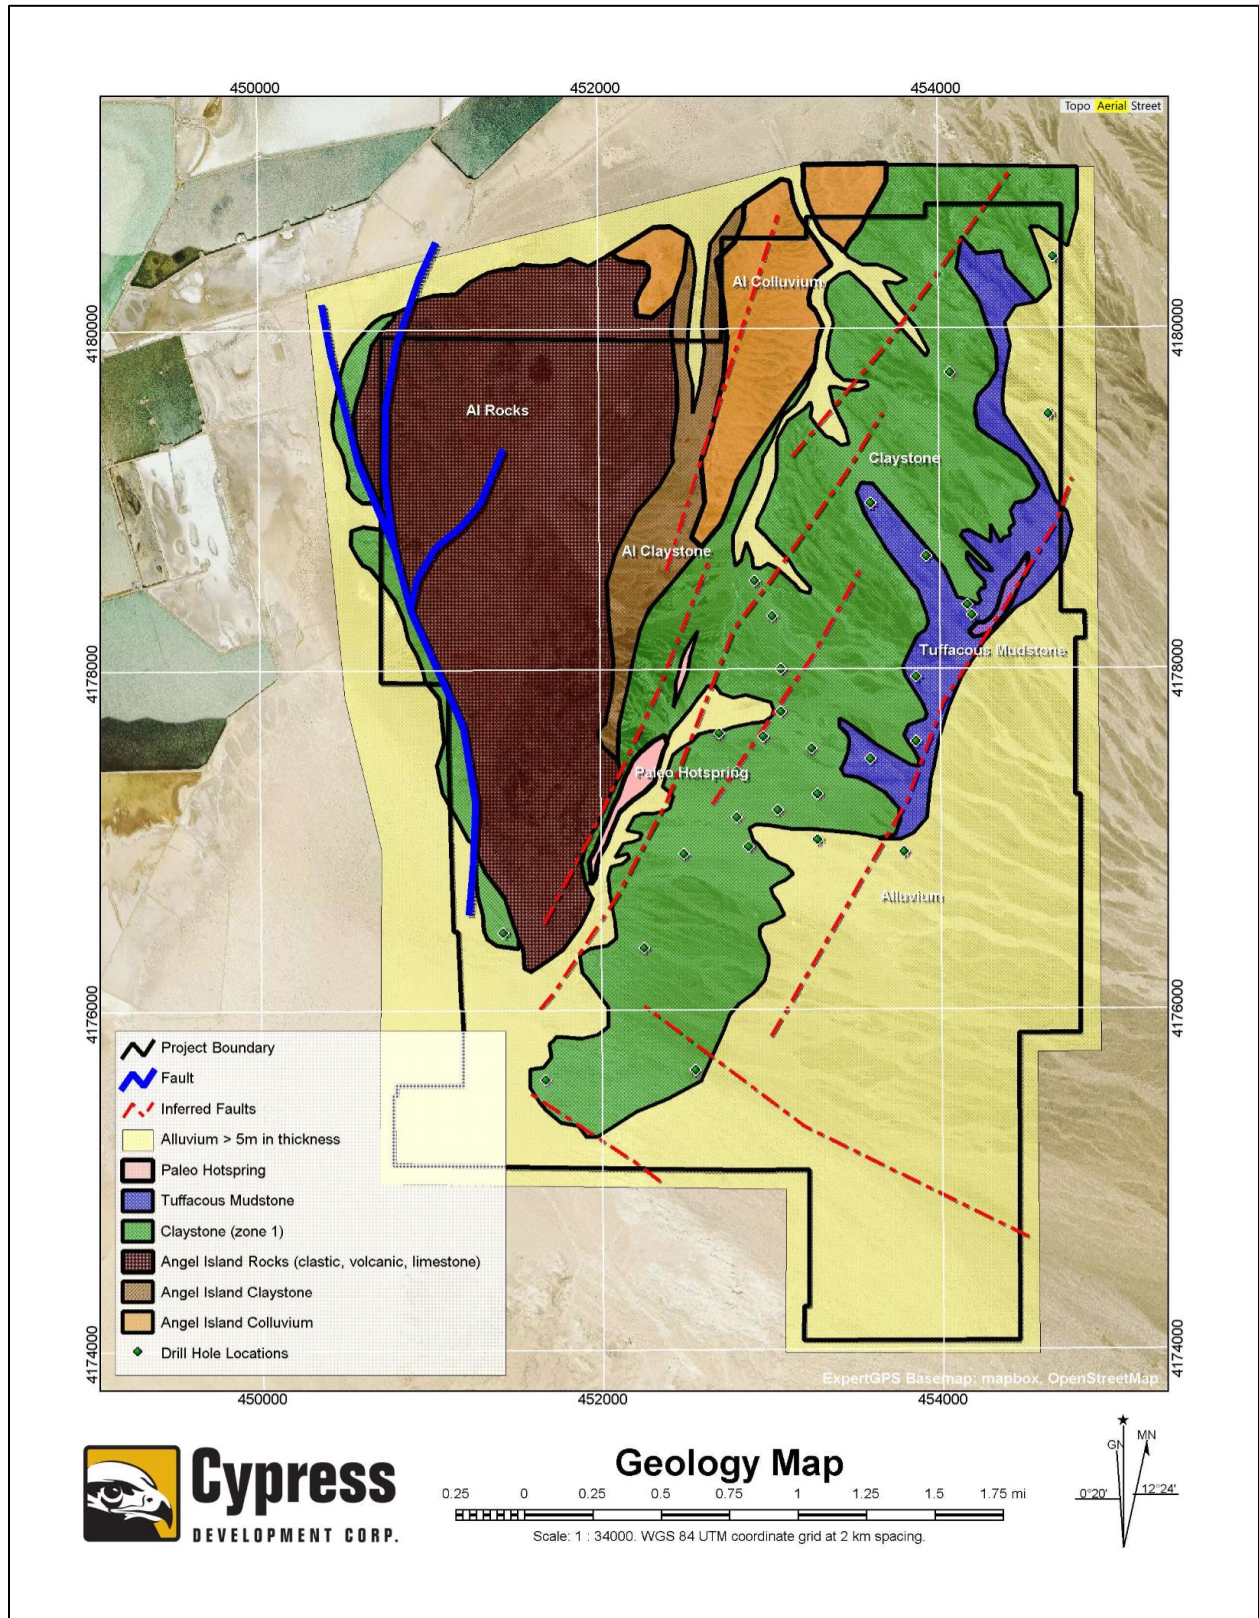 450000 452000 454000
Topo Aerial Street
4180000
4180000
AI Colluvium
AI Rocks
Claystone
AI Claystone
4178000
4178000
Tuffacous Mudstone
Paleo Hotspring
Alluvium
4176000
4176000
Project Boundary
Fault
Inferred Faults
Alluvium > 5m in thickness
Paleo Hotspring
Tuffacous Mudstone
Claystone (zone 1)
Angel Island Rocks (clastic, volcanic, limestone)
Angel Island Claystone
Angel Island Colluvium
Drill Hole Locations
4174000
4174000
ExpertGPS Basemap: mapbox, OpenStreetMap
450000 452000 454000
Cypress
DEVELOPMENT CORP.
Geology Map
0.25 0 0.25 0.5 0.75 1 1.25 1.5 1.75 mi
Scale: 1 : 34000. WGS 84 UTM coordinate grid at 2 km spacing.
GN MN
0°20' 12°24'